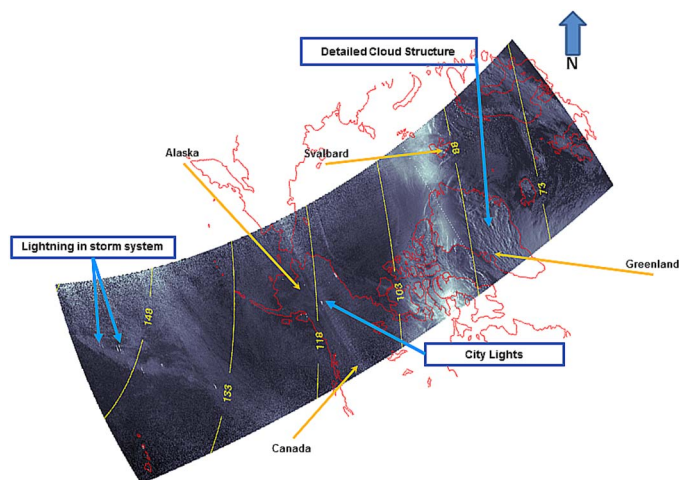 Detailed Cloud Structure
N
Alaska
Svalbard
88
73
Lightning in storm system
Greenland
148
103
118
City Lights
133
Canada